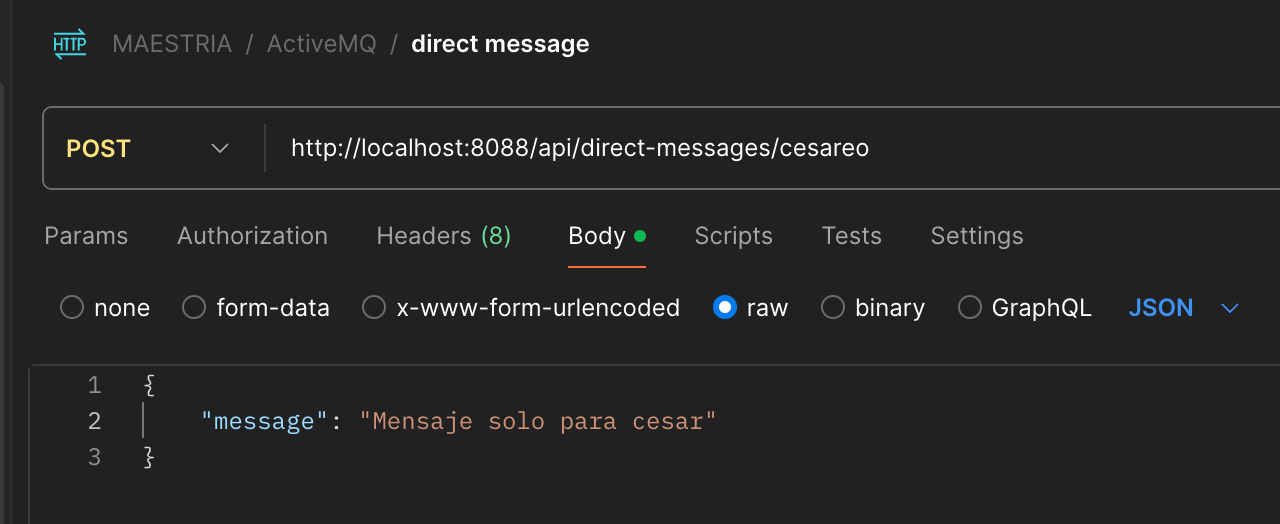 HTTP MAESTRIA / ActiveMQ / direct message
POST http://localhost:8088/api/direct-messages/cesareo
Params Authorization Headers (8) Body Scripts Tests Settings
none form-data x-www-form-urlencoded raw binary GraphQL JSON
1 {
2 "message": "Mensaje solo para cesar"
3 }